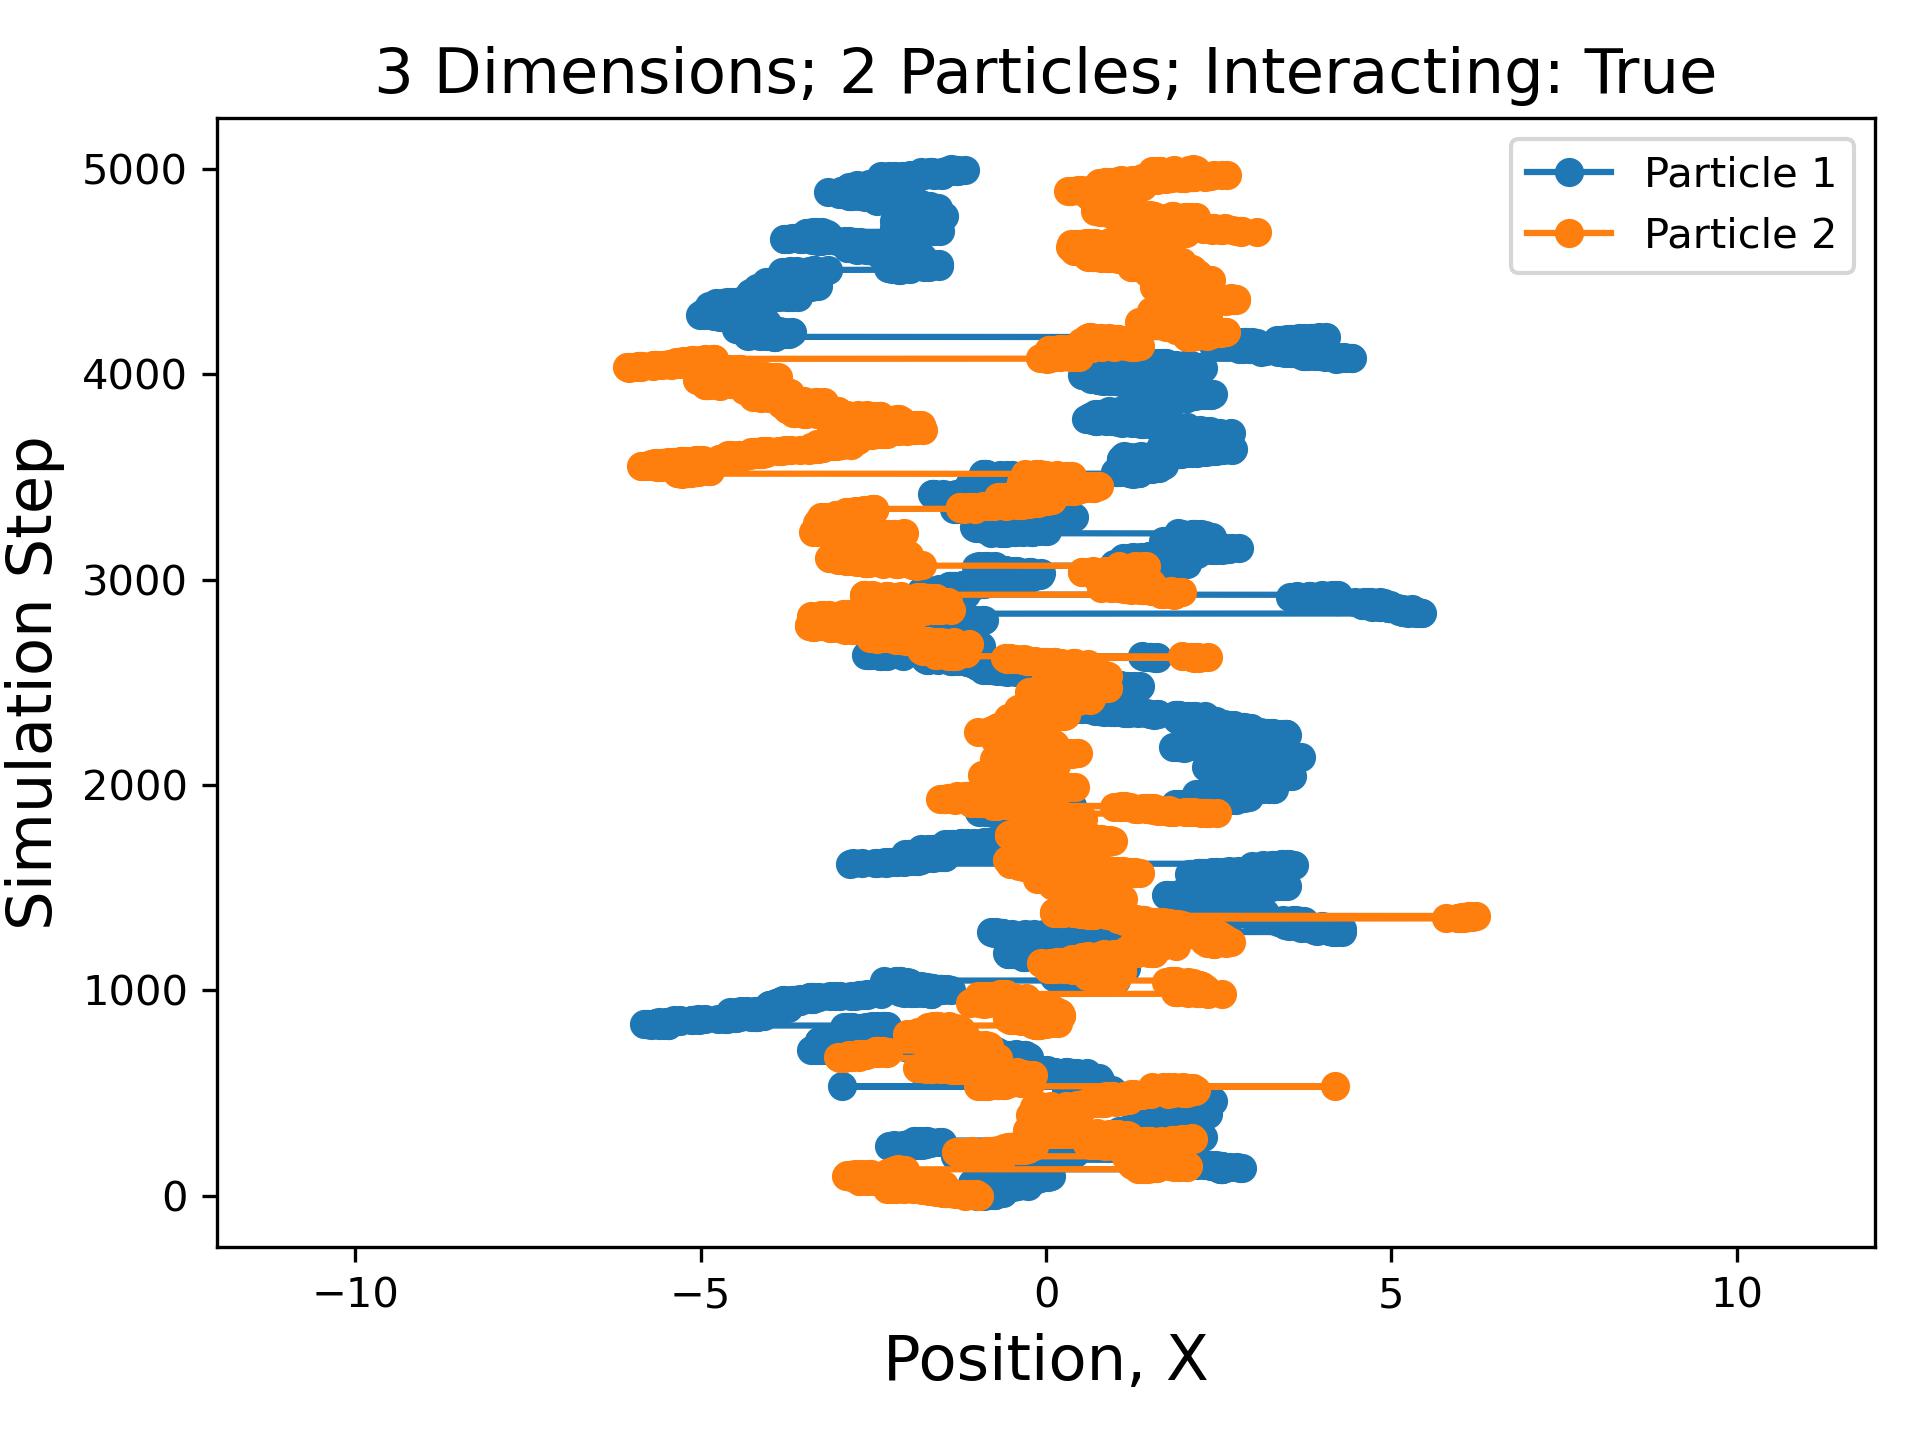 3 Dimensions; 2 Particles; Interacting: True
Particle 1
Particle 2
5000
4000
3000
2000
1000
0
Simulation Step
−10
−5
0
5
10
Position, X